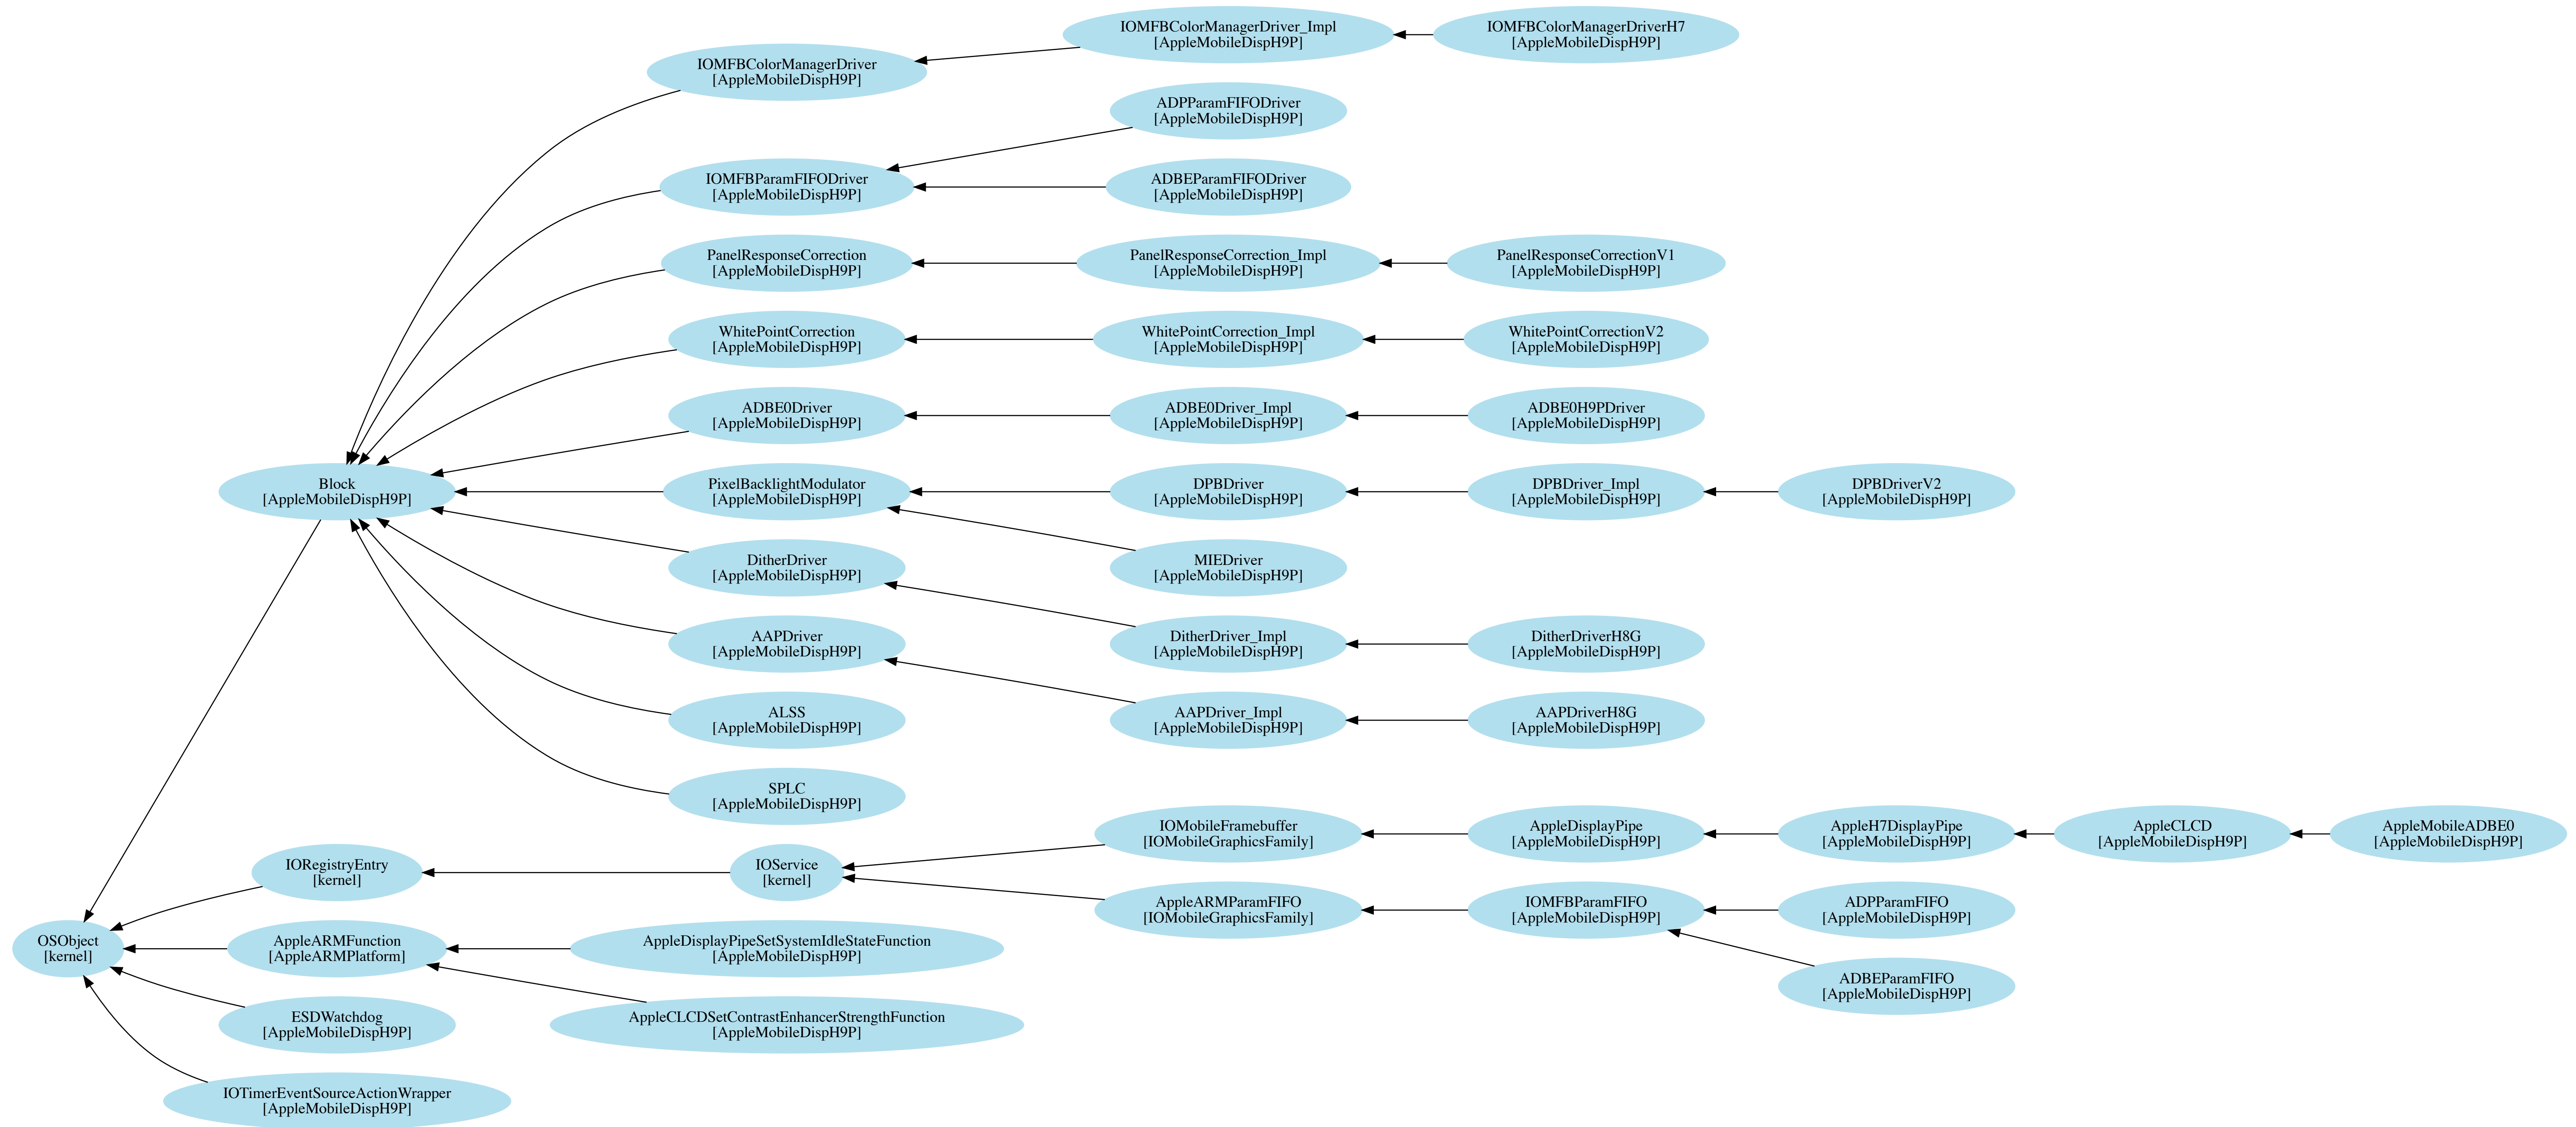 IOMFBColorManagerDriver_Impl
[AppleMobileDispH9P]
IOMFBColorManagerDriverH7
[AppleMobileDispH9P]
IOMFBColorManagerDriver
[AppleMobileDispH9P]
ADPParamFIFODriver
[AppleMobileDispH9P]
IOMFBParamFIFODriver
[AppleMobileDispH9P]
ADBEParamFIFODriver
[AppleMobileDispH9P]
PanelResponseCorrection
[AppleMobileDispH9P]
PanelResponseCorrection_Impl
[AppleMobileDispH9P]
PanelResponseCorrectionV1
[AppleMobileDispH9P]
WhitePointCorrection
[AppleMobileDispH9P]
WhitePointCorrection_Impl
[AppleMobileDispH9P]
WhitePointCorrectionV2
[AppleMobileDispH9P]
ADBE0Driver
[AppleMobileDispH9P]
ADBE0Driver_Impl
[AppleMobileDispH9P]
ADBE0H9PDriver
[AppleMobileDispH9P]
Block
[AppleMobileDispH9P]
PixelBacklightModulator
[AppleMobileDispH9P]
DPBDriver
[AppleMobileDispH9P]
DPBDriver_Impl
[AppleMobileDispH9P]
DPBDriverV2
[AppleMobileDispH9P]
DitherDriver
[AppleMobileDispH9P]
MIEDriver
[AppleMobileDispH9P]
AAPDriver
[AppleMobileDispH9P]
DitherDriver_Impl
[AppleMobileDispH9P]
DitherDriverH8G
[AppleMobileDispH9P]
ALSS
[AppleMobileDispH9P]
AAPDriver_Impl
[AppleMobileDispH9P]
AAPDriverH8G
[AppleMobileDispH9P]
SPLC
[AppleMobileDispH9P]
IOMobileFramebuffer
[IOMobileGraphicsFamily]
AppleDisplayPipe
[AppleMobileDispH9P]
AppleH7DisplayPipe
[AppleMobileDispH9P]
AppleCLCD
[AppleMobileDispH9P]
AppleMobileADBE0
[AppleMobileDispH9P]
IORegistryEntry
[kernel]
IOService
[kernel]
AppleARMParamFIFO
[IOMobileGraphicsFamily]
IOMFBParamFIFO
[AppleMobileDispH9P]
ADPParamFIFO
[AppleMobileDispH9P]
OSObject
[kernel]
AppleARMFunction
[AppleARMPlatform]
AppleDisplayPipeSetSystemIdleStateFunction
[AppleMobileDispH9P]
ADBEParamFIFO
[AppleMobileDispH9P]
ESDWatchdog
[AppleMobileDispH9P]
AppleCLCDSetContrastEnhancerStrengthFunction
[AppleMobileDispH9P]
IOTimerEventSourceActionWrapper
[AppleMobileDispH9P]